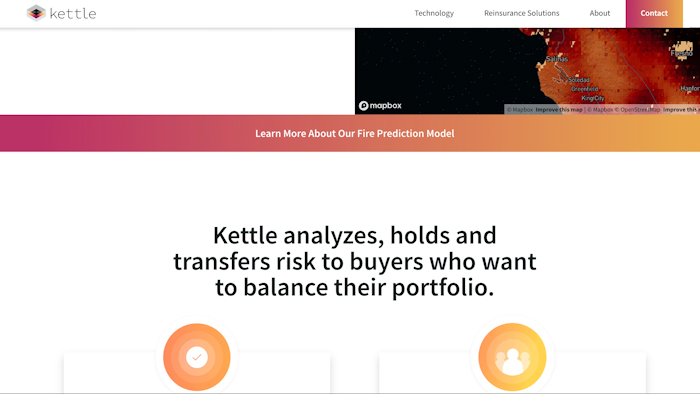 kettle
Technology
Reinsurance Solutions
About
Contact
Salinas
Soledad
Greenfield
King City
Fresno
Hanfor
mapbox
© Mapbox Improve this map | © Mapbox © OpenStreetMap Improve this
Learn More About Our Fire Prediction Model
Kettle analyzes, holds and
transfers risk to buyers who want
to balance their portfolio.